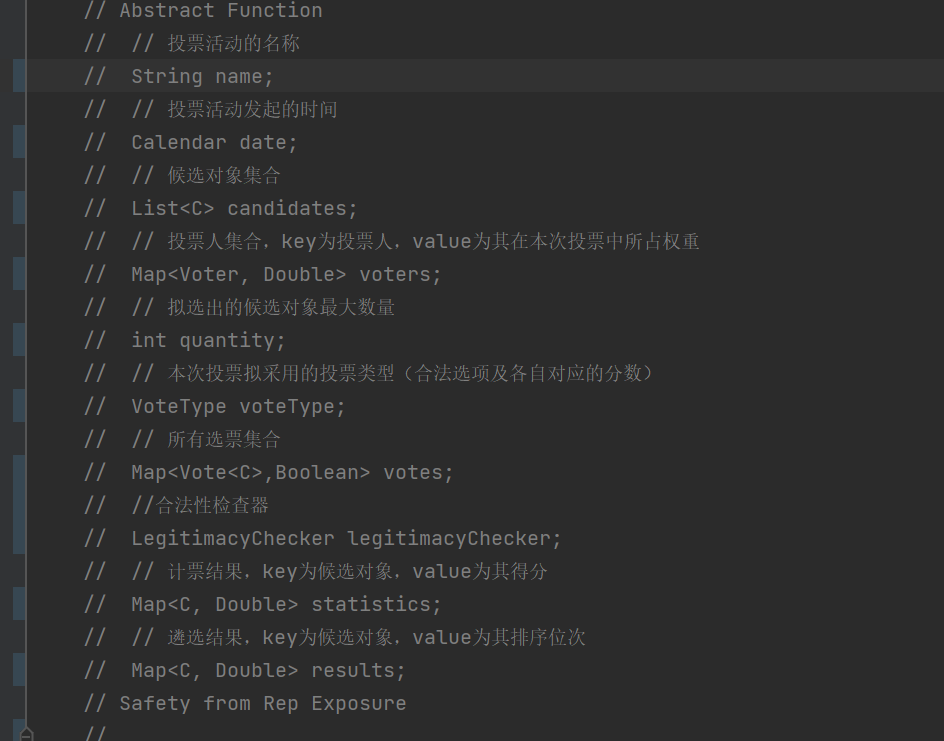 // Abstract Function
//  // 投票活动的名称
//  String name;
//  // 投票活动发起的时间
//  Calendar date;
//  // 候选对象集合
//  List<C> candidates;
//  // 投票人集合，key为投票人，value为其在本次投票中所占权重
//  Map<Voter, Double> voters;
//  // 拟选出的候选对象最大数量
//  int quantity;
//  // 本次投票拟采用的投票类型（合法选项及各自对应的分数）
//  VoteType voteType;
//  // 所有选票集合
//  Map<Vote<C>,Boolean> votes;
//  //合法性检查器
//  LegitimacyChecker legitimacyChecker;
//  // 计票结果，key为候选对象，value为其得分
//  Map<C, Double> statistics;
//  // 遴选结果，key为候选对象，value为其排序位次
//  Map<C, Double> results;
// Safety from Rep Exposure
//